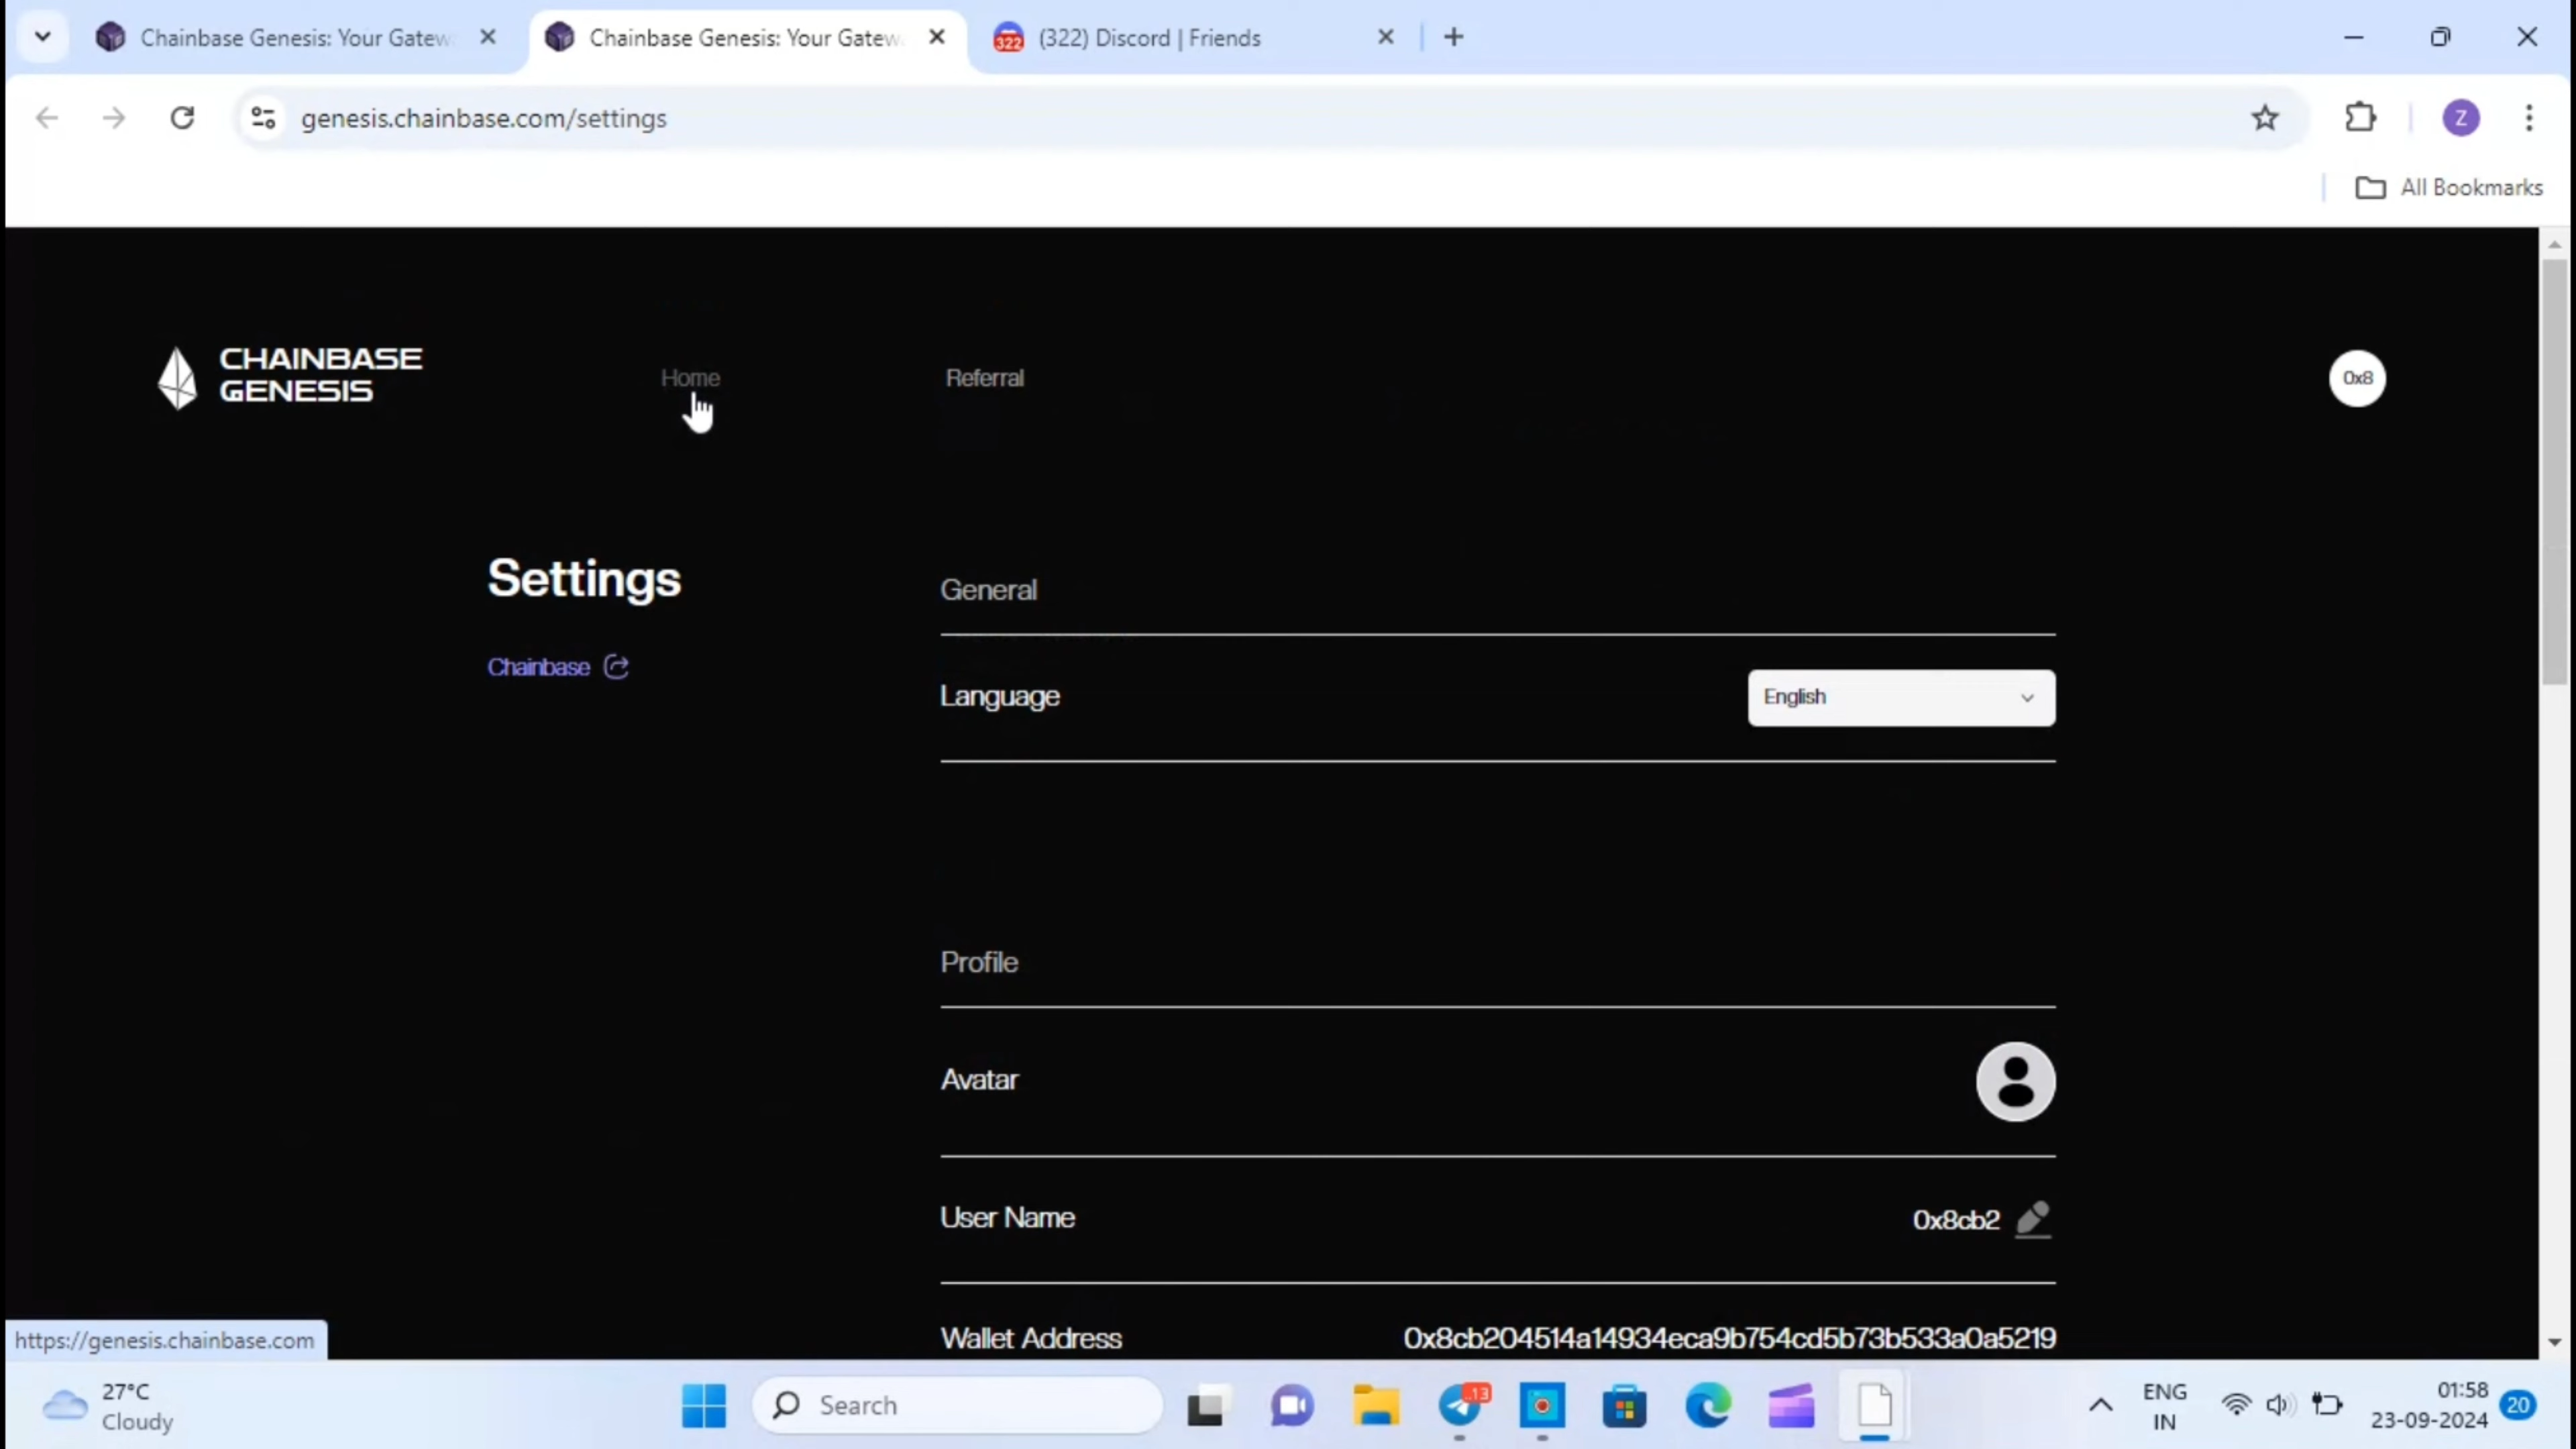 Chainbase Genesis: Your Gatew
Chainbase Genesis: Your Gatew
322
(322) Discord | Friends
genesis.chainbase.com/settings
Z
All Bookmarks
CHAINBASE
GENESIS
Home
Referral
0x8
Settings
General
Chainbase
Language
English
Profile
Avatar
User Name
0x8cb2
Wallet Address
0x8cb204514a14934eca9b754cd5b73b533a0a5219
https://genesis.chainbase.com
27°C
Cloudy
Search
..13
ENG
IN
01:58
23-09-2024
20